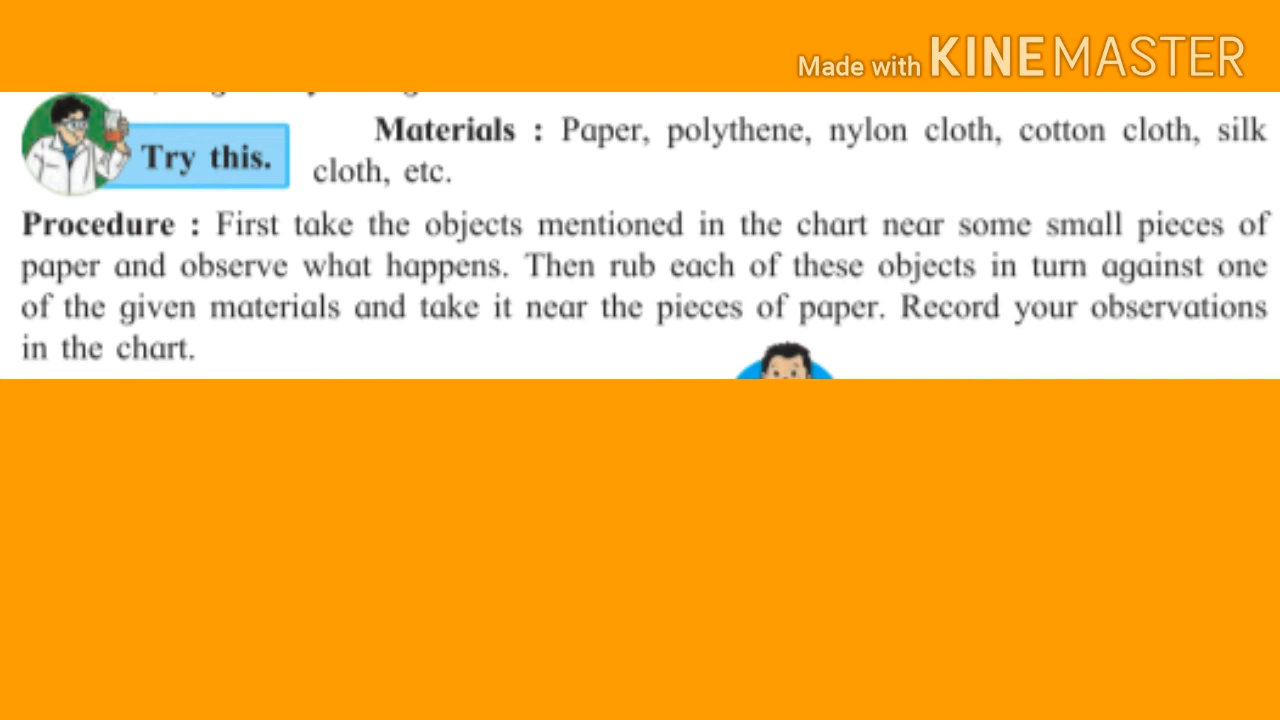 Made with KINEMASTER
Try this.
Materials : Paper, polythene, nylon cloth, cotton cloth, silk
cloth, etc.
Procedure : First take the objects mentioned in the chart near some small pieces of
paper and observe what happens. Then rub each of these objects in turn against one
of the given materials and take it near the pieces of paper. Record your observations
in the chart.